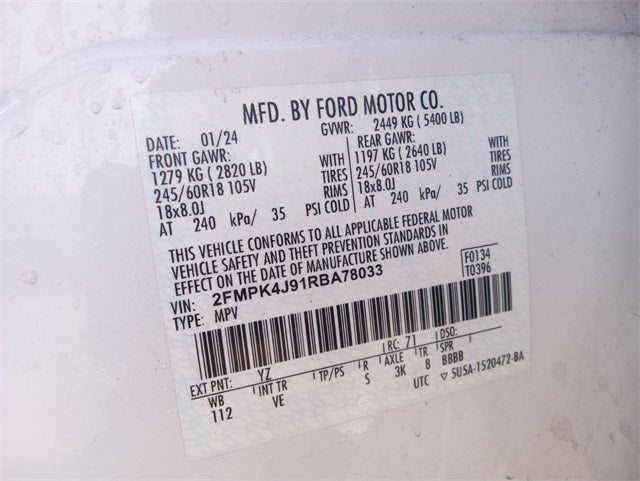 MFD. BY FORD MOTOR CO.
DATE: 01/24 GVWR: 2449 KG (5400 LB)
FRONT GAWR: REAR GAWR:
1279 KG (2820 LB) WITH 1197 KG (2640 LB) WITH
245/60R18 105V TIRES 245/60R18 105V TIRES
18x8.0J RIMS 18x8.0J RIMS
AT 240 kPa/ 35 PSI COLD AT 240 kPa/ 35 PSI COLD
THIS VEHICLE CONFORMS TO ALL APPLICABLE FEDERAL MOTOR
VEHICLE SAFETY AND THEFT PREVENTION STANDARDS IN
EFFECT ON THE DATE OF MANUFACTURE SHOWN ABOVE.
VIN: 2FMPK4J91RBA78033 F0134
TYPE: MPV T0396
EXT PNT: YZ RC: 71 DSO:
WB INT TR TP/PS R AXLE TR SPR
112 VE S 3K 8 BBBB
UTC ▽ 5U5A-1520472-BA